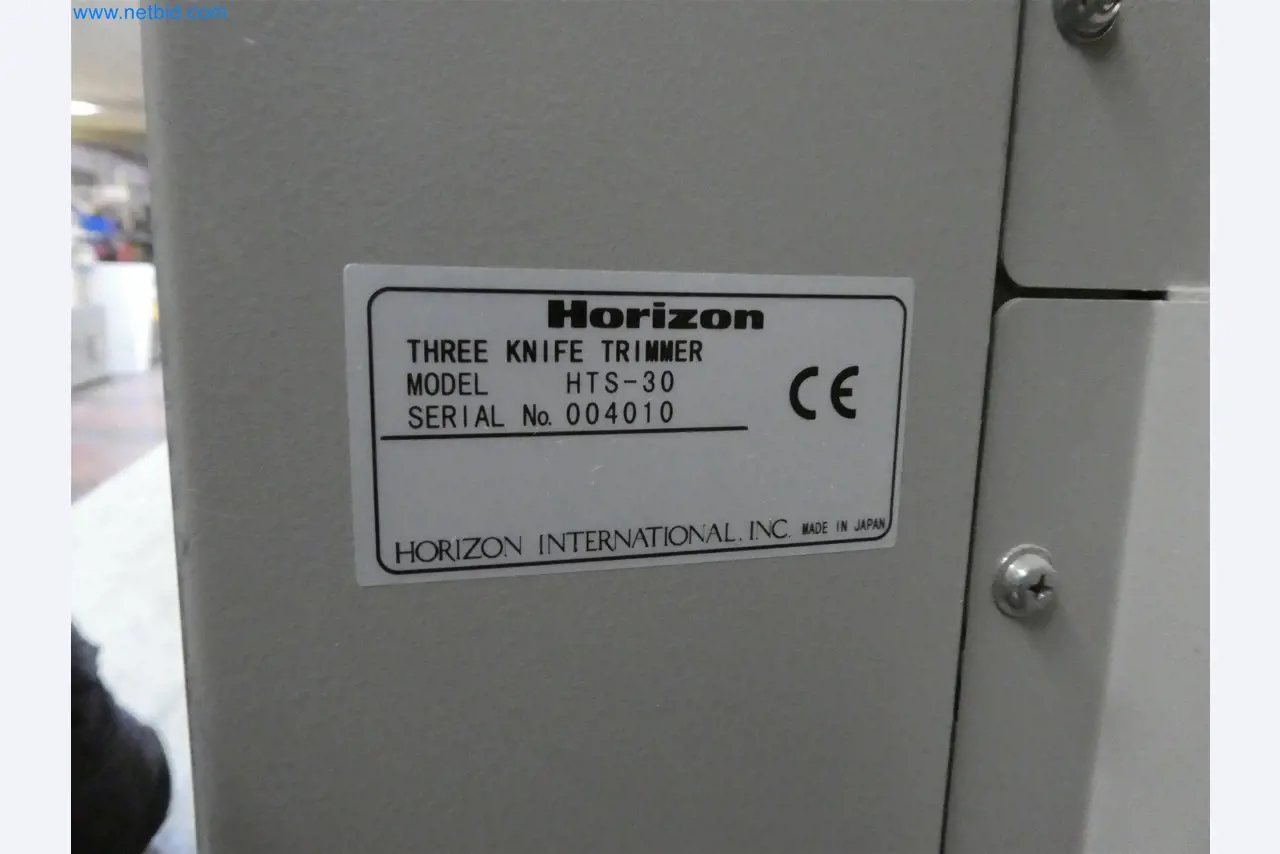 www.netbid.com
Horizon
THREE KNIFE TRIMMER
MODEL HTS-30
SERIAL No. 004010
CE
HORIZON INTERNATIONAL, INC. MADE IN JAPAN